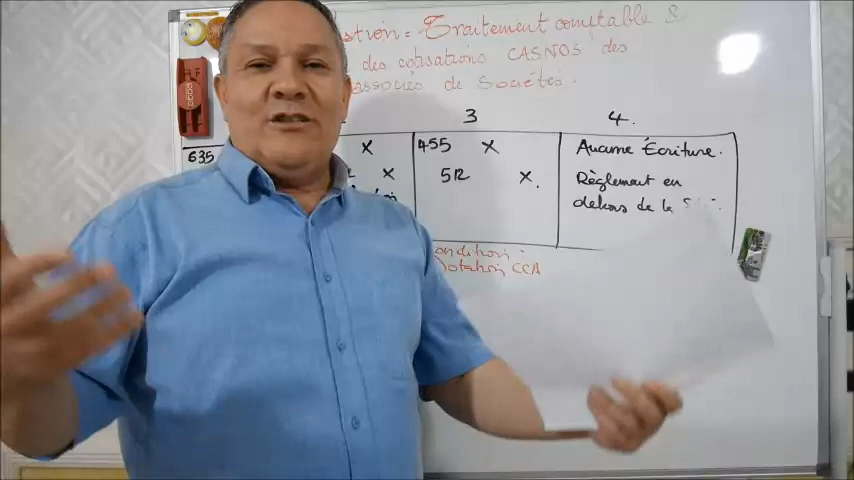 Traitement comptable &
des cotisations CASNOS des
associés de Sociétés.
3
4.
635
x
455 x
Aucune Écriture.
x
512 x.
Règlement en
dehors de la
CCA